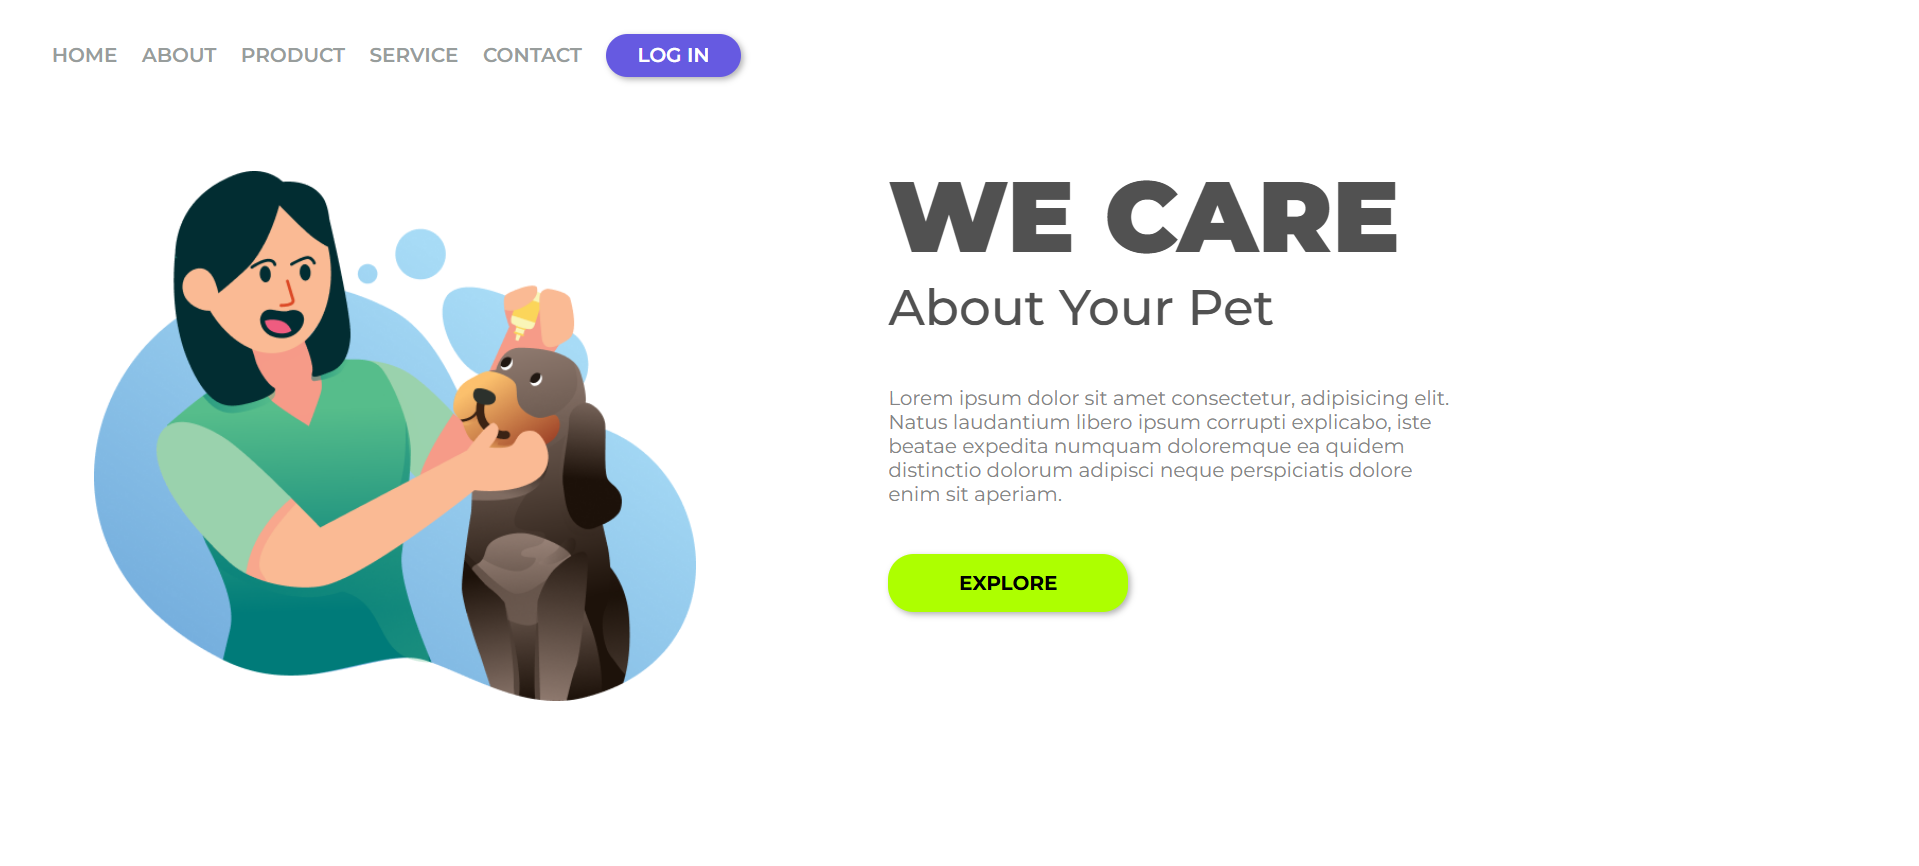 HOME ABOUT PRODUCT SERVICE CONTACT LOG IN
WE CARE
About Your Pet
Lorem ipsum dolor sit amet consectetur, adipisicing elit.
Natus laudantium libero ipsum corrupti explicabo, iste
beatae expedita numquam doloremque ea quidem
distinctio dolorum adipisci neque perspiciatis dolore
enim sit aperiam.
EXPLORE